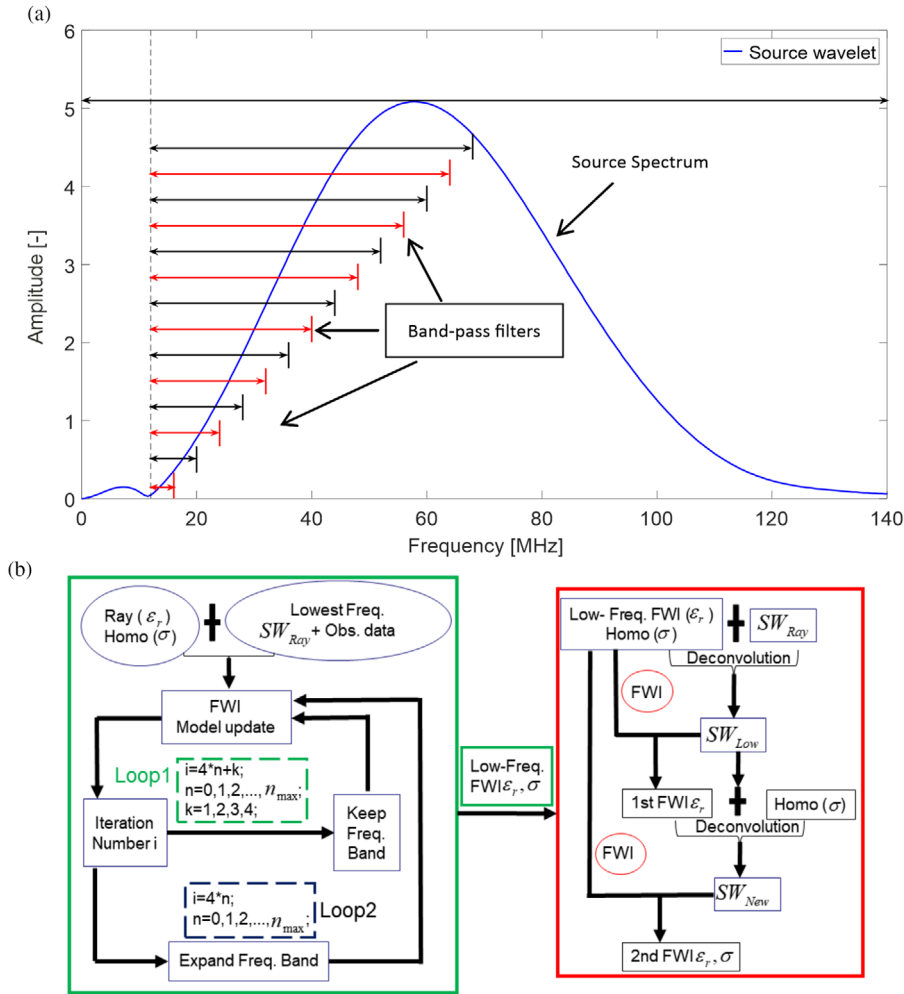 (a)
6
5
4
3
2
1
0
Amplitude [-]
Source wavelet
Source Spectrum
Band-pass filters
0 20 40 60 80 100 120 140
Frequency [MHz]
(b)
Ray (εr)
Homo (σ)
Lowest Freq.
SWRay + Obs. data
FWI
Model update
Loop1
i=4*n+k;
n=0,1,2,...,nmax;
k=1,2,3,4;
Iteration
Number i
Keep
Freq.
Band
i=4*n;
n=0,1,2,...,nmax;
Loop2
Expand Freq. Band
Low-Freq.
FWI εr, σ
Low- Freq. FWI (εr)
Homo (σ)
SWRay
Deconvolution
FWI
SWLow
1st FWI εr
Homo (σ)
Deconvolution
FWI
SWNew
2nd FWI εr, σ